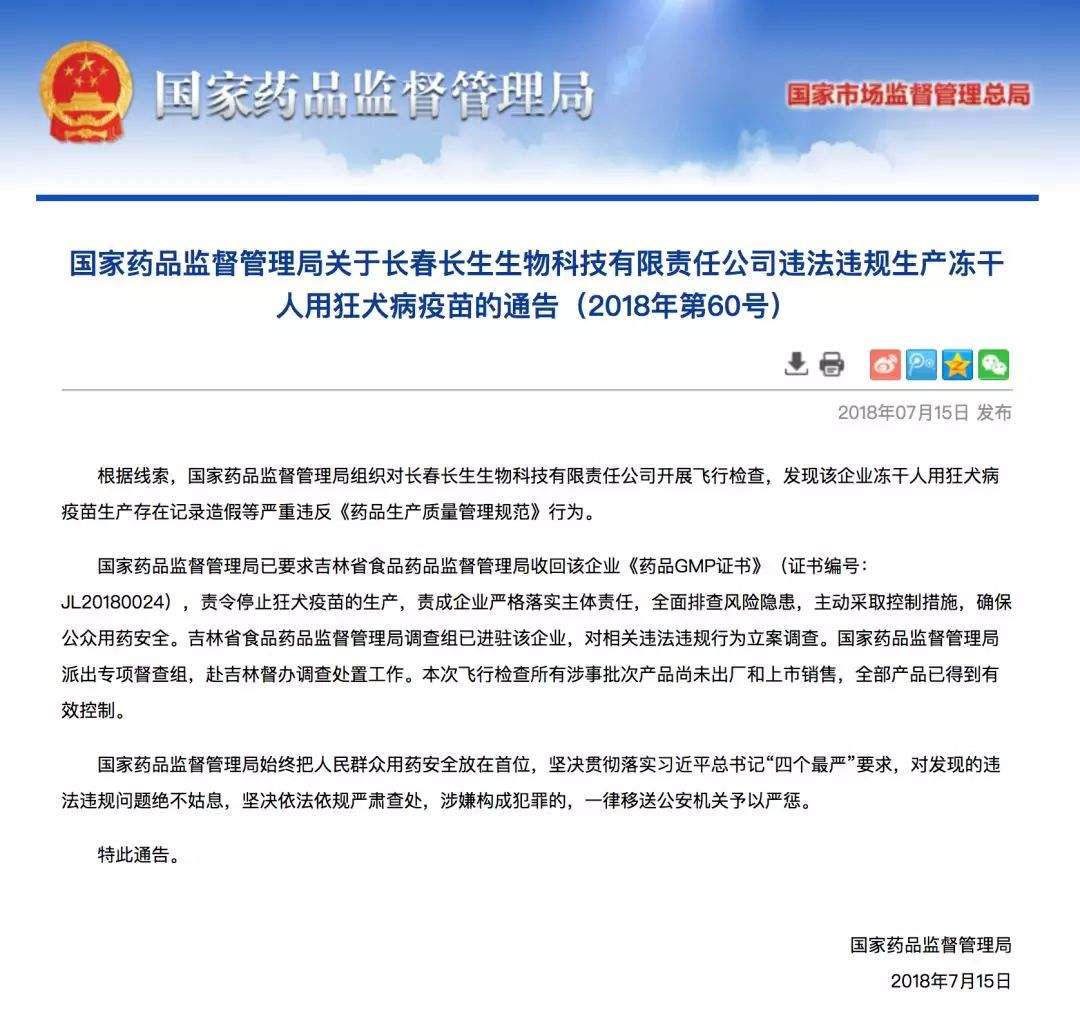 国家药品监督管理局
国家市场监督管理总局
国家药品监督管理局关于长春长生生物科技有限责任公司违法违规生产冻干
人用狂犬病疫苗的通告（2018年第60号）
2018年07月15日 发布
根据线索，国家药品监督管理局组织对长春长生生物科技有限责任公司开展飞行检查，发现该企业冻干人用狂犬病
疫苗生产存在记录造假等严重违反《药品生产质量管理规范》行为。
国家药品监督管理局已要求吉林省食品药品监督管理局收回该企业《药品GMP证书》（证书编号：
JL20180024），责令停止狂犬疫苗的生产，责成企业严格落实主体责任，全面排查风险隐患，主动采取控制措施，确保
公众用药安全。吉林省食品药品监督管理局调查组已进驻该企业，对相关违法违规行为立案调查。国家药品监督管理局
派出专项督查组，赴吉林督办调查处置工作。本次飞行检查所有涉事批次产品尚未出厂和上市销售，全部产品已得到有
效控制。
国家药品监督管理局始终把人民群众用药安全放在首位，坚决贯彻落实习近平总书记“四个最严”要求，对发现的违
法违规问题绝不姑息，坚决依法依规严肃查处，涉嫌构成犯罪的，一律移送公安机关予以严惩。
特此通告。
国家药品监督管理局
2018年7月15日